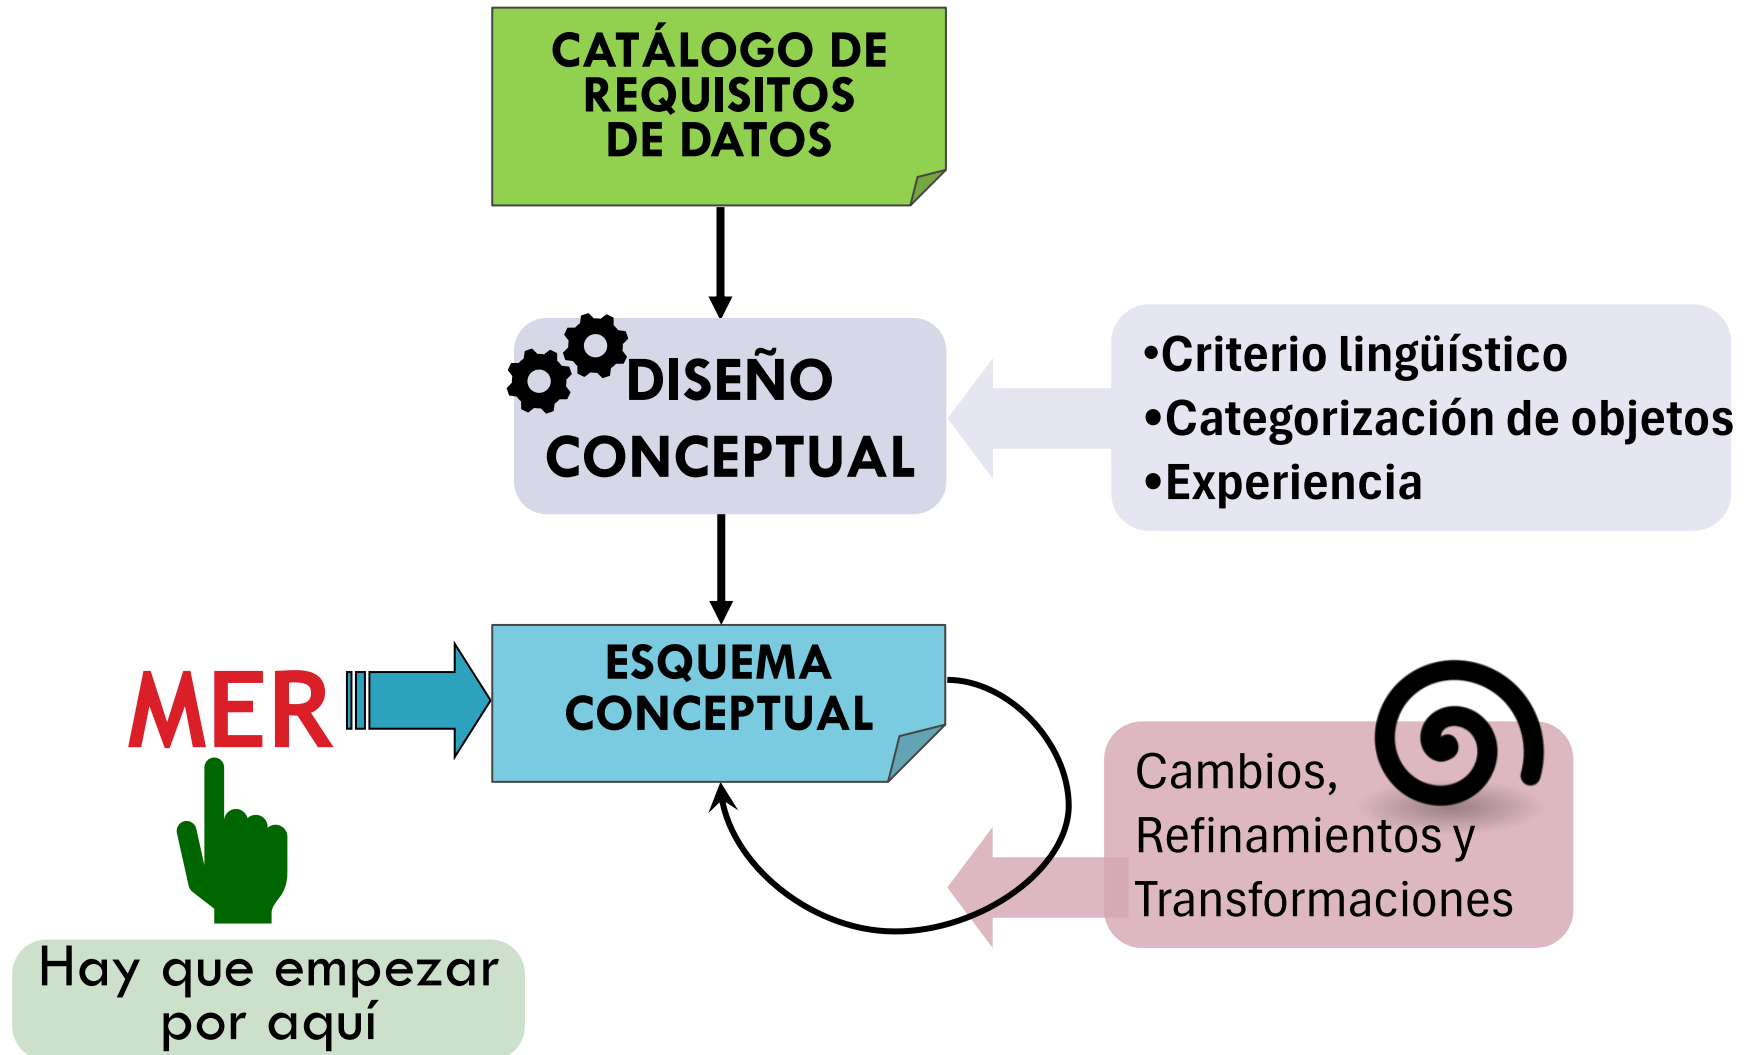 CATÁLOGO DE
REQUISITOS
DE DATOS
DISEÑO
CONCEPTUAL
•Criterio lingüístico
•Categorización de objetos
•Experiencia
MER
ESQUEMA
CONCEPTUAL
Cambios,
Refinamientos y
Transformaciones
Hay que empezar
por aquí